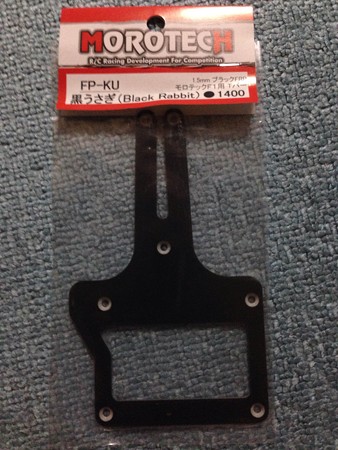 MOROTECH
R/C Racing Development For Competition
FP-KU
1.5mm ブラックFRP
モロテックF1用 Tバー
黒うさぎ(Black Rabbit) ●1400